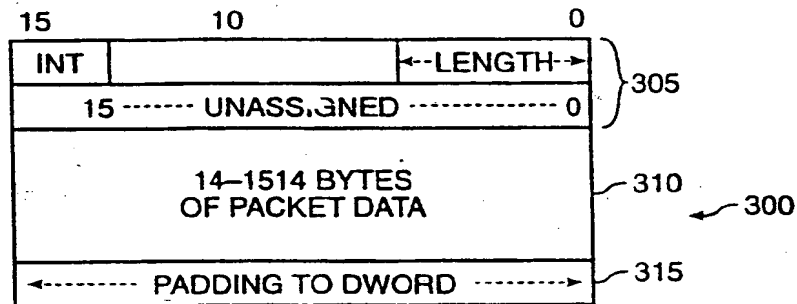 15 10 0
INT LENGTH 305
15 ------ UNASSIGNED ------------ 0
14–1514 BYTES 310
OF PACKET DATA 300
PADDING TO DWORD 315